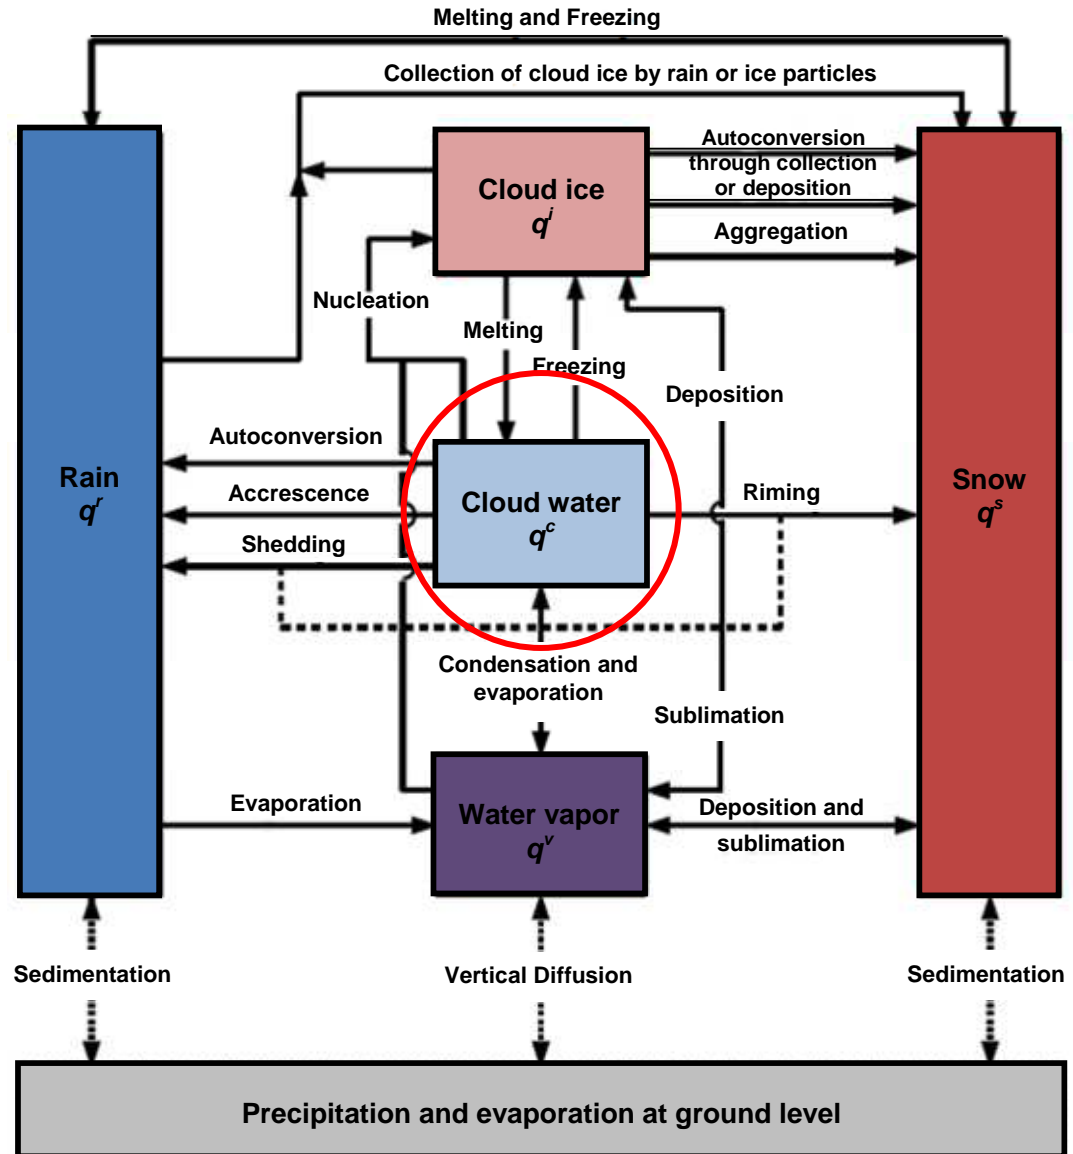 Melting and Freezing
Collection of cloud ice by rain or ice particles
Autoconversion
through collection
or deposition
Cloud ice
q^i
Aggregation
Nucleation
Melting
Freezing
Deposition
Autoconversion
Rain
q^r
Accrescence
Cloud water
q^c
Riming
Snow
q^s
Shedding
Condensation and
evaporation
Sublimation
Evaporation
Water vapor
q^v
Deposition and
sublimation
Sedimentation
Vertical Diffusion
Sedimentation
Precipitation and evaporation at ground level